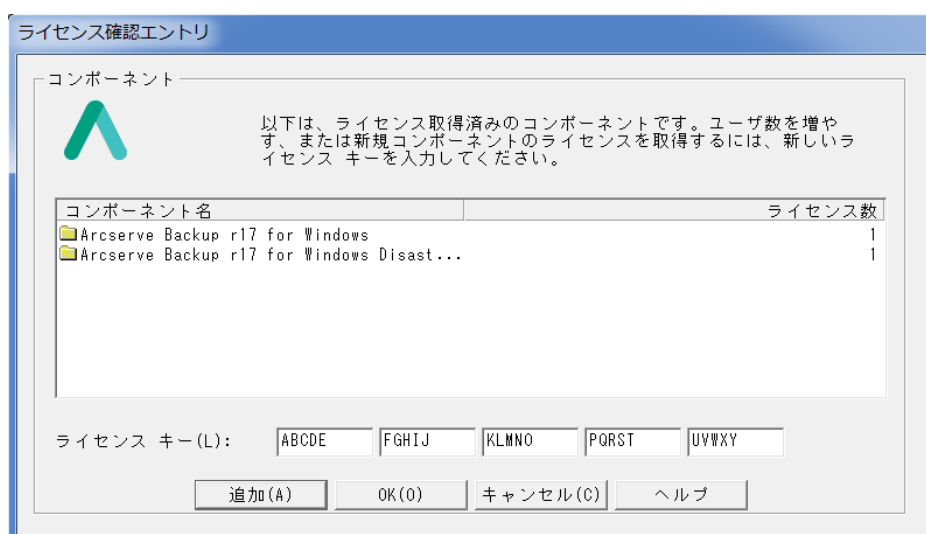 ライセンス確認エントリ
コンポーネント
以下は、ライセンス取得済みのコンポーネントです。ユーザ数を増や
す、または新規コンポーネントのライセンスを取得するには、新しいラ
イセンス キーを入力してください。
コンポーネント名 ライセンス数
Arcserve Backup r17 for Windows 1
Arcserve Backup r17 for Windows Disast... 1
ライセンス キー(L): ABCDE FGHIJ KLMNO PQRST UVWXY
追加(A) OK(O) キャンセル(C) ヘルプ